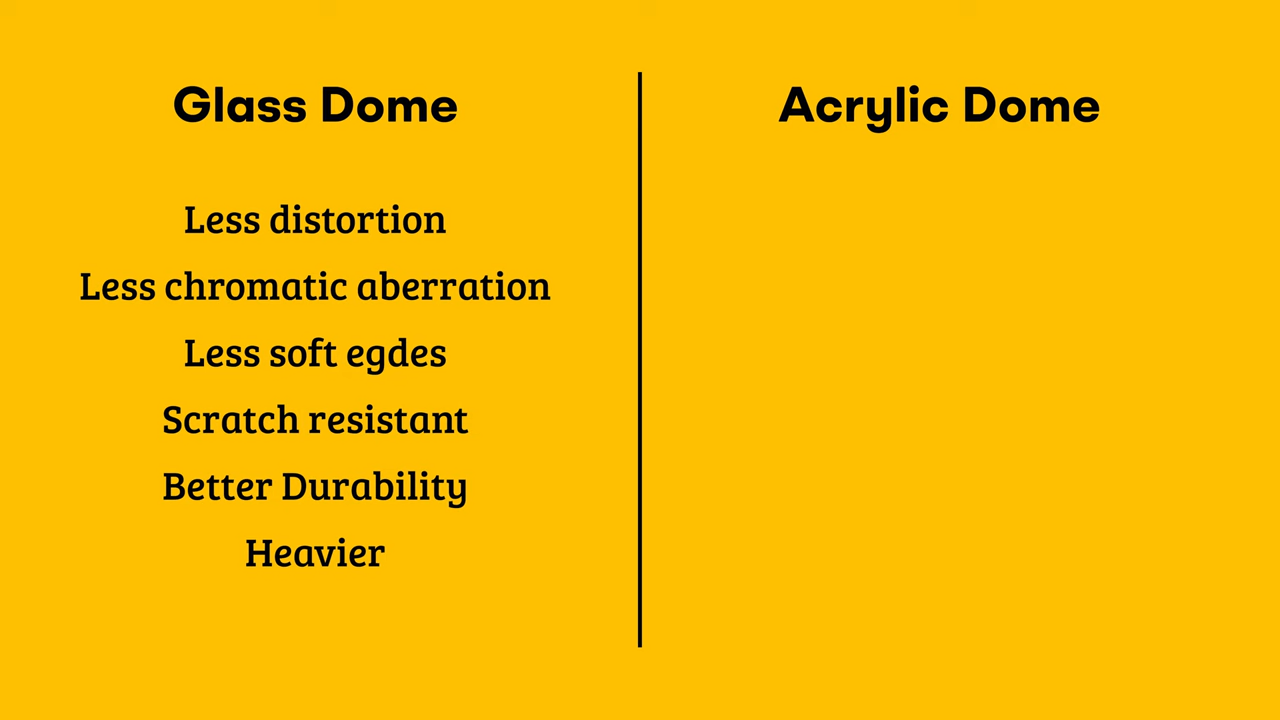 Glass Dome
Less distortion
Less chromatic aberration
Less soft egdes
Scratch resistant
Better Durability
Heavier
Acrylic Dome